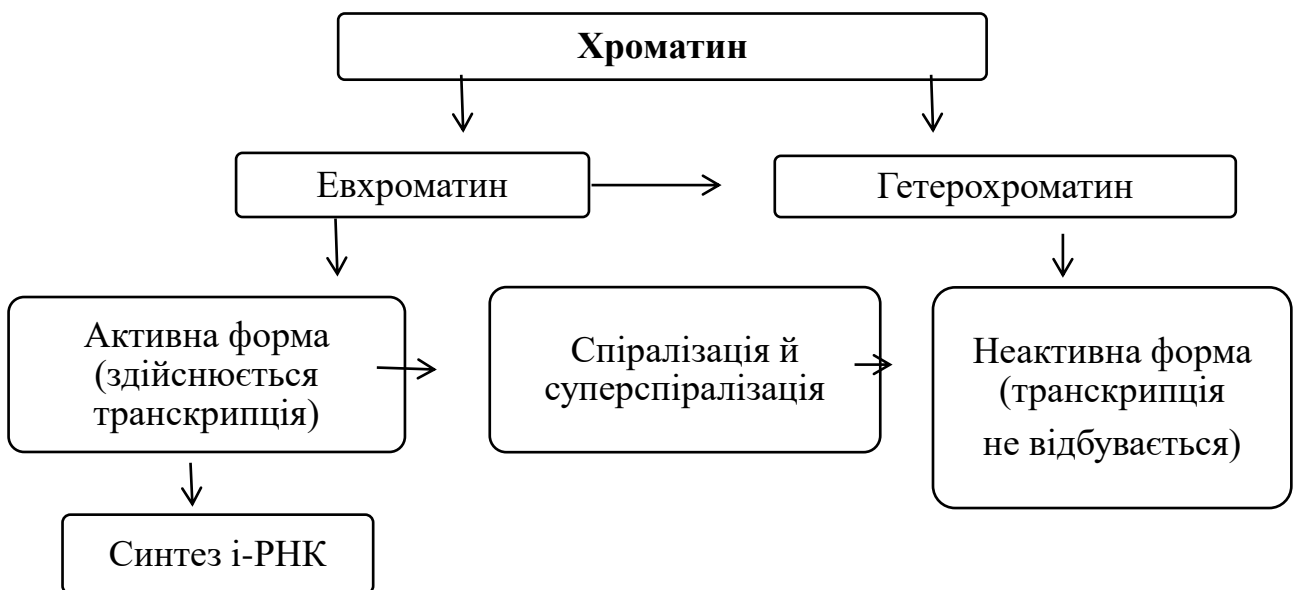 Хроматин
Евхроматин
Гетерохроматин
Активна форма
(здійснюється
транскрипція)
Спіралізація й
суперспіралізація
Неактивна форма
(транскрипція
не відбувається)
Синтез і-РНК